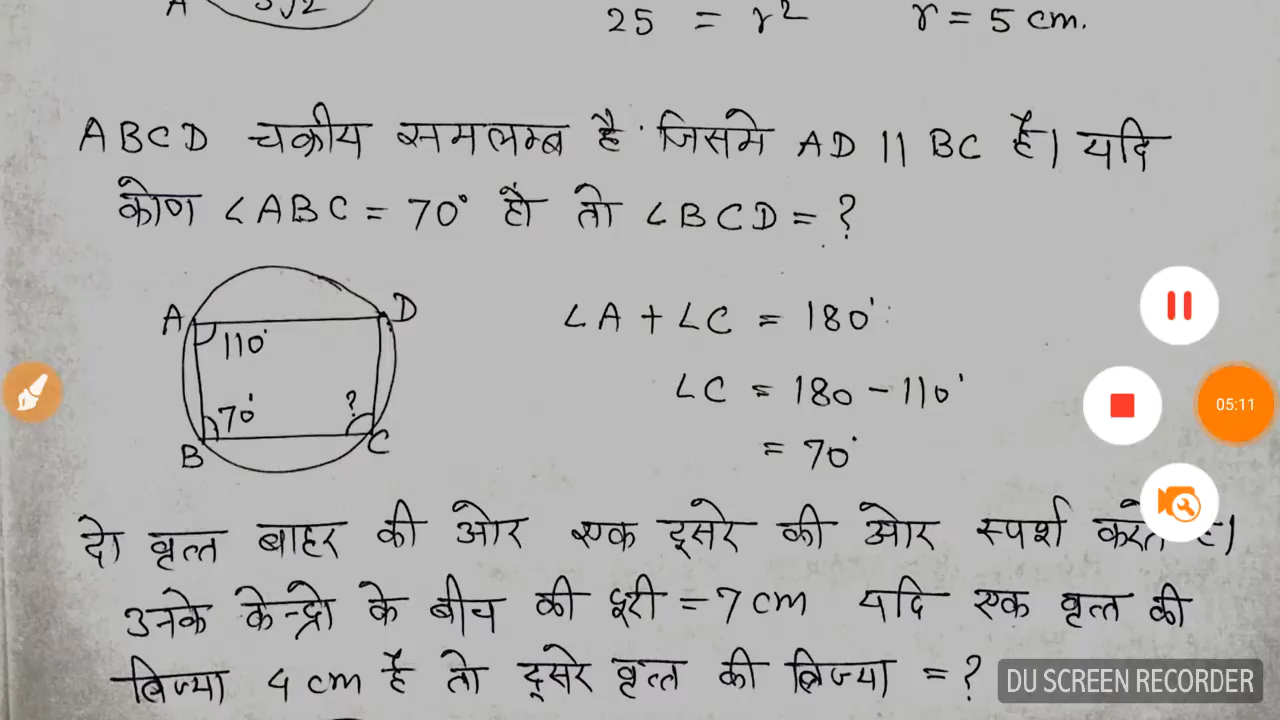 A 5√2
25 = r² r = 5 cm.
ABCD चक्रीय समलम्ब है जिसमे AD || BC है। यदि
कोण ∠ABC = 70° हो तो ∠BCD = ?
A D
110°
∠A + ∠C = 180°
70° ?
∠C = 180 - 110°
B C
= 70°
05:11
दो वृत्त बाहर की ओर एक दूसरे की ओर स्पर्श करते है।
उनके केन्द्रो के बीच की दूरी = 7 cm यदि एक वृत्त की
त्रिज्या 4 cm है तो दूसरे वृत्त की त्रिज्या = ?
DU SCREEN RECORDER